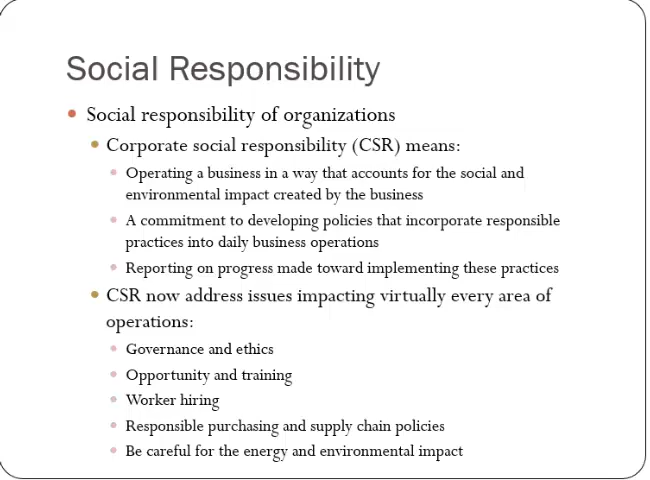 Social Responsibility
Social responsibility of organizations
Corporate social responsibility (CSR) means:
Operating a business in a way that accounts for the social and
environmental impact created by the business
A commitment to developing policies that incorporate responsible
practices into daily business operations
Reporting on progress made toward implementing these practices
CSR now address issues impacting virtually every area of
operations:
Governance and ethics
Opportunity and training
Worker hiring
Responsible purchasing and supply chain policies
Be careful for the energy and environmental impact